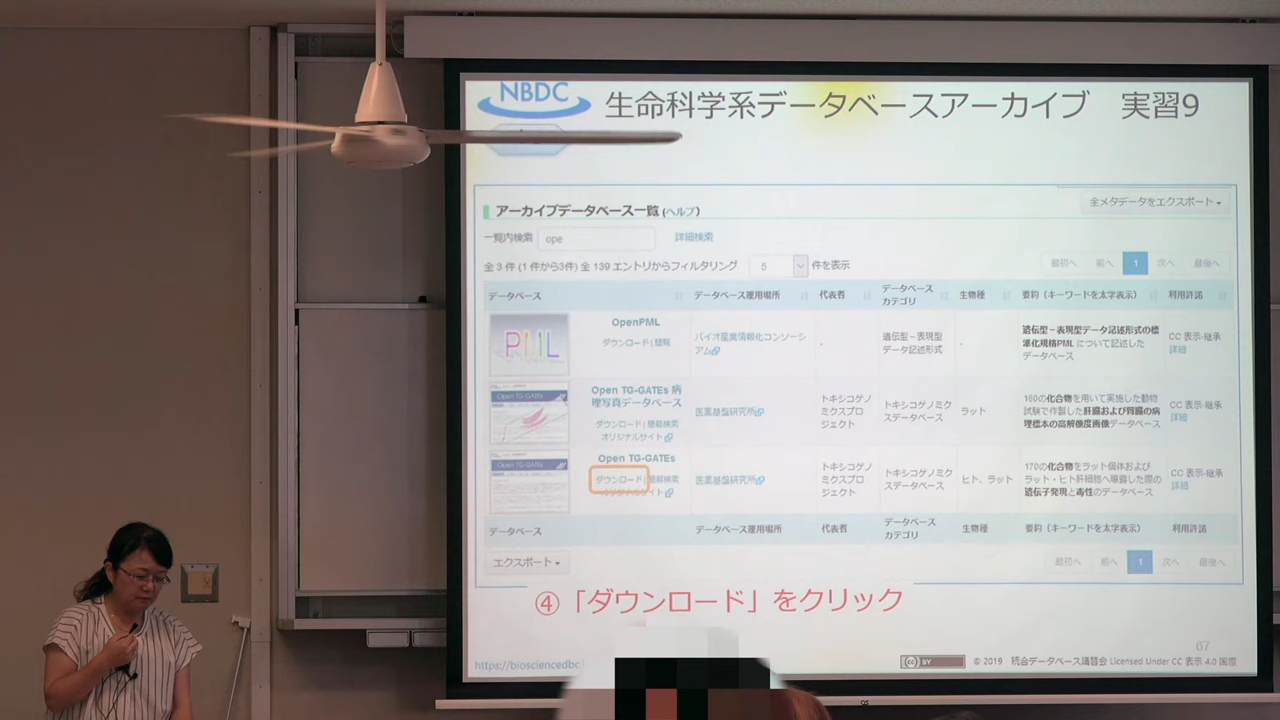 NBDC
生命科学系データベースアーカイブ 実習9
アーカイブデータベース一覧 (ヘルプ)
全メタデータをエクスポート
一覧内検索 ope 詳細検索
全 3 件 (1 件から3件) 全 139 エントリからフィルタリング 5 件を表示
最初へ 前へ 1 次へ 最後へ
データベース データベース運用場所 代表者 データベースカテゴリ 生物種 要約（キーワードを太字表示） 利用許諾
PML
OpenPML
ダウンロード | 閲覧
バイオ産業情報化コンソーシアム
-
遺伝型－表現型データ記述形式
-
遺伝型－表現型データ記述形式の標準化規格PML について記述したデータベース
CC 表示-継承
詳細
Open TG-GATEs
Open TG-GATEs 病理写真データベース
ダウンロード | 簡易検索
オリジナルサイト
医薬基盤研究所
トキシコゲノミクスプロジェクト
トキシコゲノミクスデータベース
ラット
160の化合物を用いて実施した動物試験で作製した肝臓および腎臓の病理標本の高解像度画像データベース
CC 表示-継承
詳細
Open TG-GATEs
Open TG-GATEs
ダウンロード | 簡易検索
オリジナルサイト
医薬基盤研究所
トキシコゲノミクスプロジェクト
トキシコゲノミクスデータベース
ヒト、ラット
170の化合物をラット個体およびラット・ヒト肝細胞へ曝露した際の遺伝子発現と毒性のデータベース
CC 表示-継承
詳細
データベース データベース運用場所 代表者 データベースカテゴリ 生物種 要約（キーワードを太字表示） 利用許諾
エクスポート
最初へ 前へ 1 次へ 最後へ
④「ダウンロード」をクリック
67
https://biosciencedbc.
CC BY © 2019 統合データベース講習会 Licensed Under CC 表示 4.0 国際